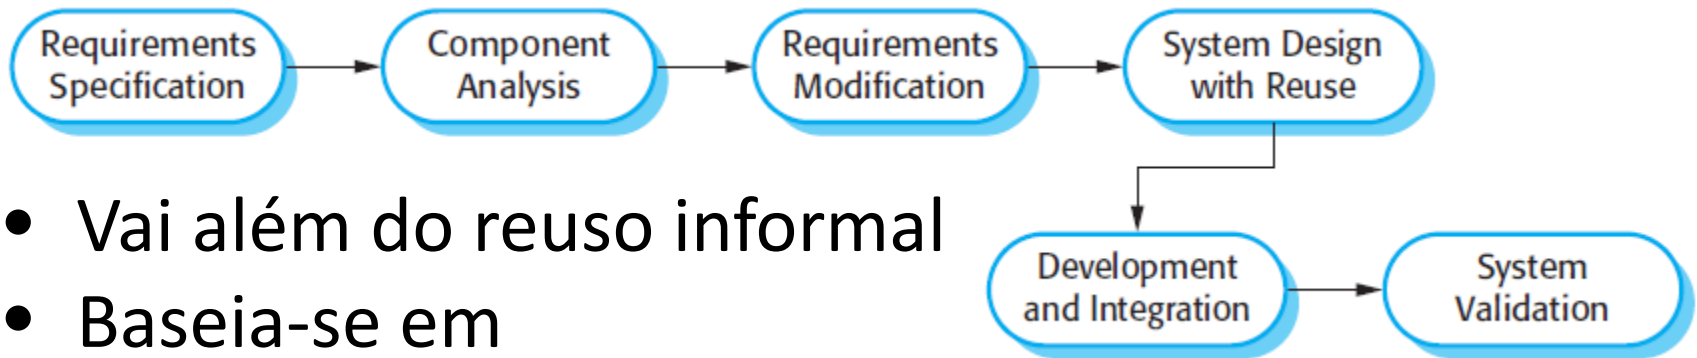 Requirements
Specification
Component
Analysis
Requirements
Modification
System Design
with Reuse
• Vai além do reuso informal
• Baseia-se em
Development
and Integration
System
Validation